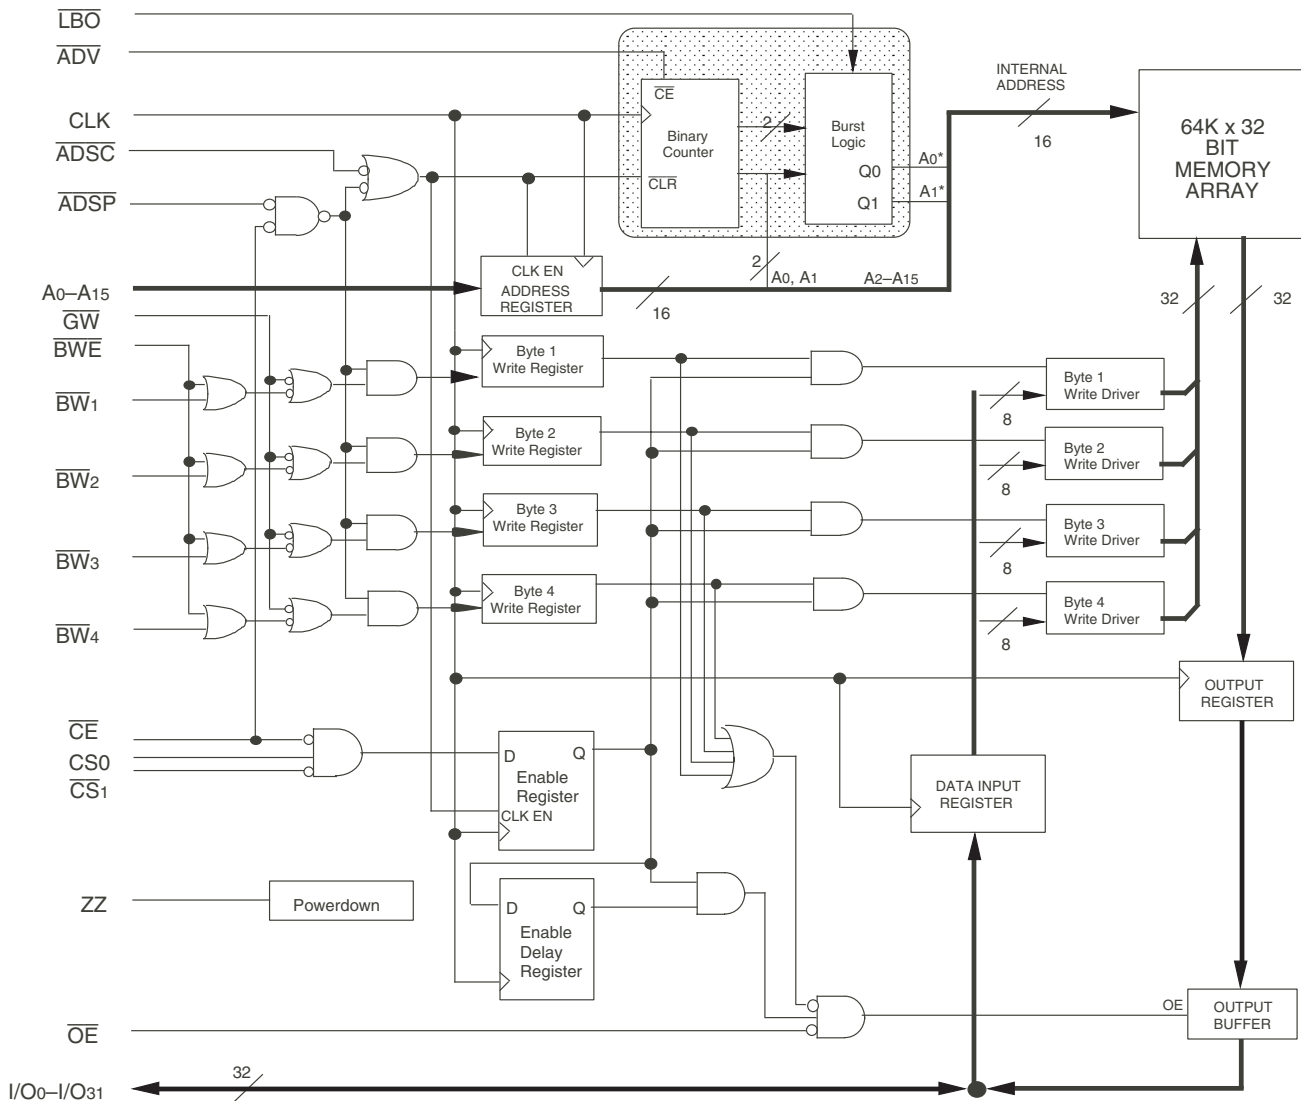 LBO
ADV
CLK
ADSC
ADSP
A0–A15
GW
BWE
BW1
BW2
BW3
BW4
CE
CS0
CS1
ZZ
OE
I/O0–I/O31
32
CE
Binary
Counter
CLR
2
Burst
Logic
Q0
Q1
A0*
A1*
INTERNAL
ADDRESS
16
64K x 32
BIT
MEMORY
ARRAY
CLK EN
ADDRESS
REGISTER
16
2
A0, A1
A2–A15
32
32
Byte 1
Write Register
Byte 2
Write Register
Byte 3
Write Register
Byte 4
Write Register
8
Byte 1
Write Driver
8
Byte 2
Write Driver
8
Byte 3
Write Driver
8
Byte 4
Write Driver
OUTPUT
REGISTER
D
Q
Enable
Register
CLK EN
DATA INPUT
REGISTER
Powerdown
D
Q
Enable
Delay
Register
OE
OUTPUT
BUFFER